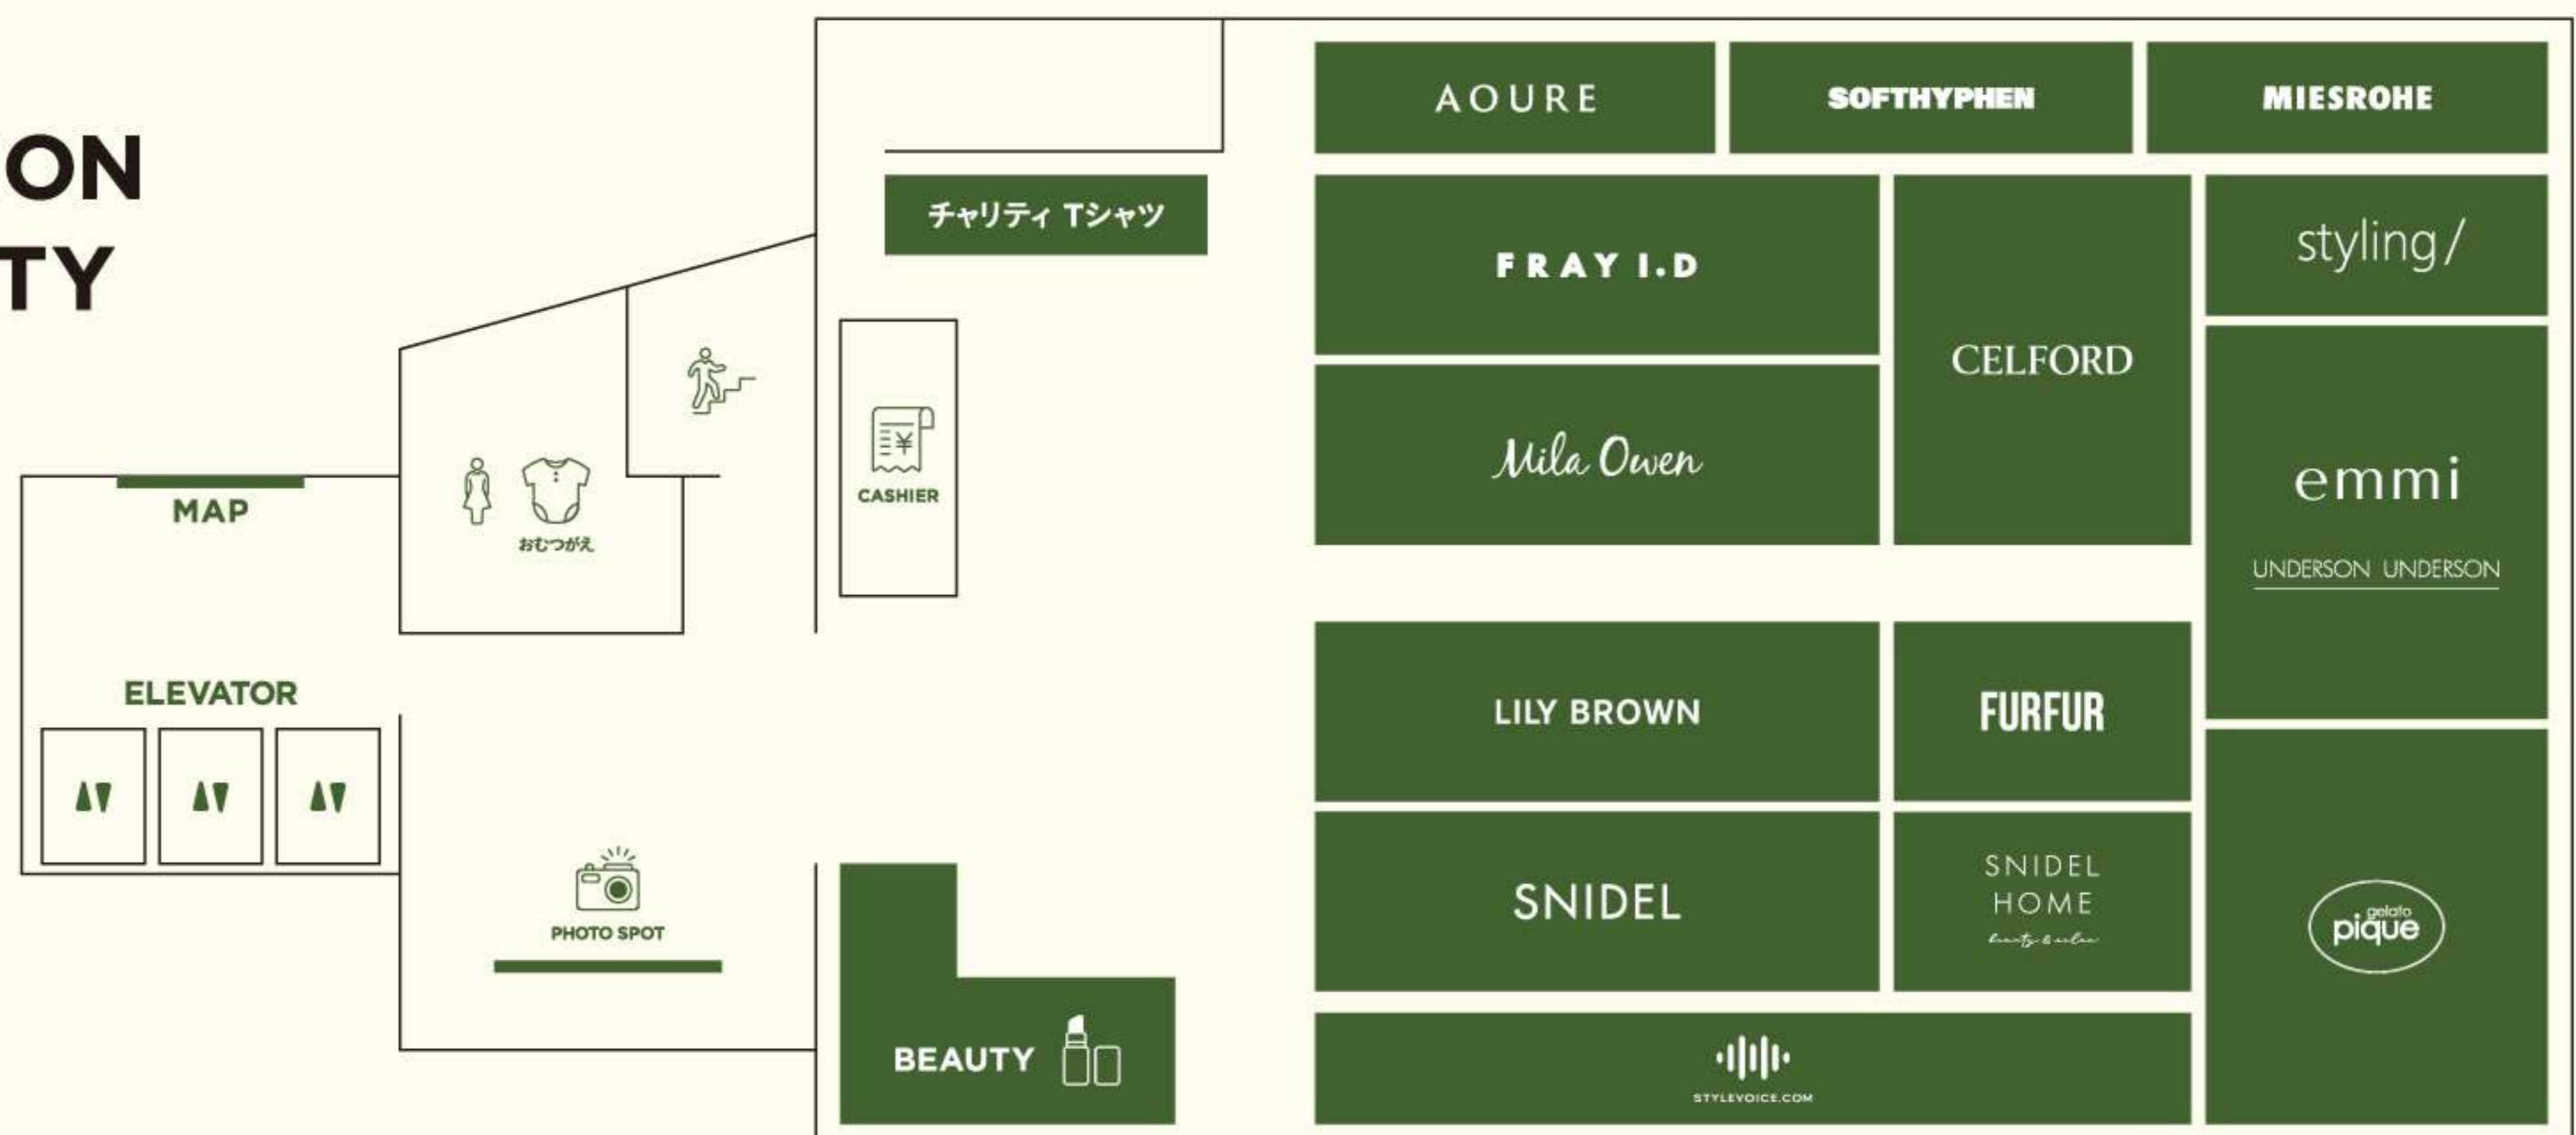 ON
TY
MAP
ELEVATOR
おむつがえ
PHOTO SPOT
チャリティ Tシャツ
¥
CASHIER
BEAUTY
AOURE
SOFTHYPHEN
MIESROHE
FRAY I.D
CELFORD
styling/
Mila Owen
emmi
UNDERSON UNDERSON
LILY BROWN
FURFUR
SNIDEL
SNIDEL
HOME
gelato
pique
STYLEVOICE.COM